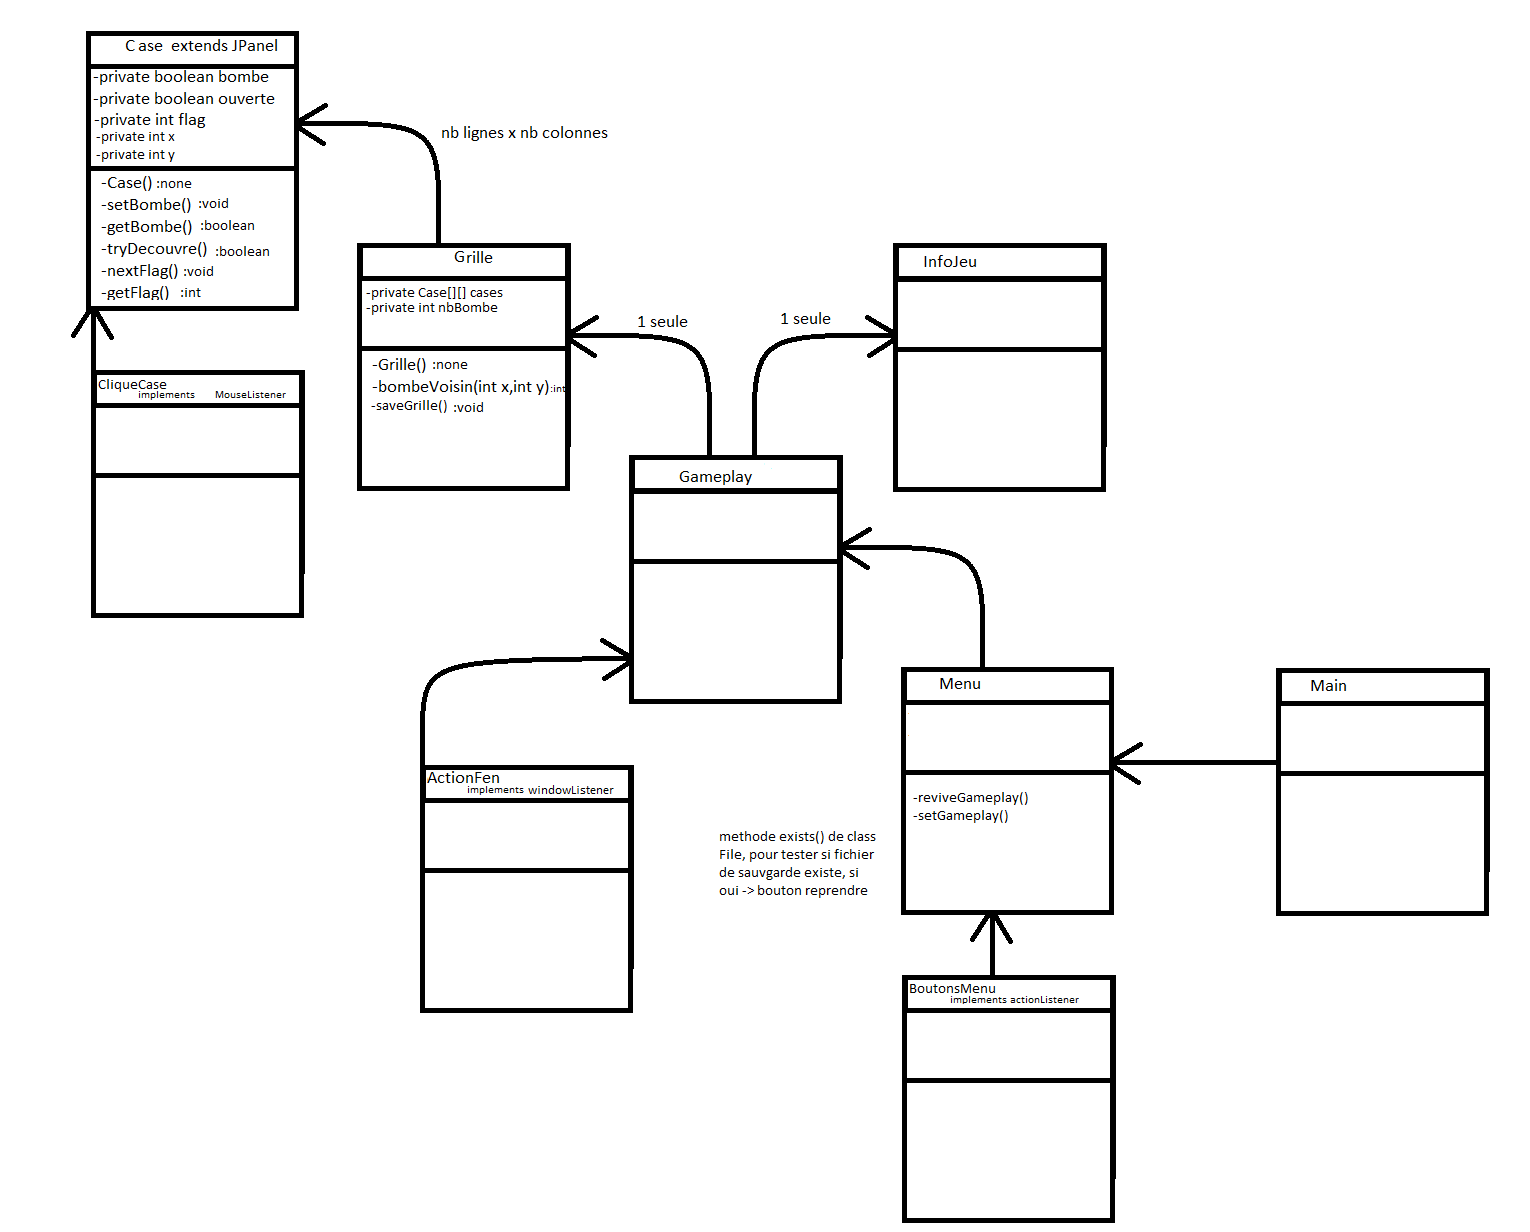 Case extends JPanel
-private boolean bombe
-private boolean ouverte
-private int flag
-private int x
-private int y
-Case() :none
-setBombe() :void
-getBombe() :boolean
-tryDecouvre() :boolean
-nextFlag() :void
-getFlag() :int
nb lignes x nb colonnes
Grille
-private Case[][] cases
-private int nbBombe
-Grille() :none
-bombeVoisin(int x,int y) :int
-saveGrille() :void
InfoJeu
1 seule
1 seule
CliqueCase
implements MouseListener
Gameplay
Menu
-reviveGameplay()
-setGameplay()
Main
ActionFen
implements windowListener
methode exists() de class
File, pour tester si fichier
de sauvgarde existe, si
oui -> bouton reprendre
BoutonsMenu
implements actionListener